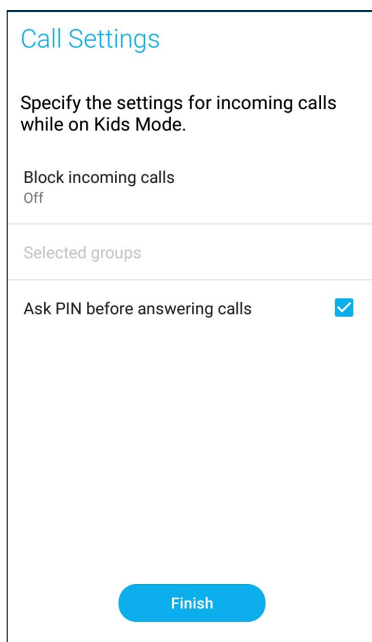 Call Settings
Specify the settings for incoming calls
while on Kids Mode.
Block incoming calls
Off
Selected groups
Ask PIN before answering calls
Finish